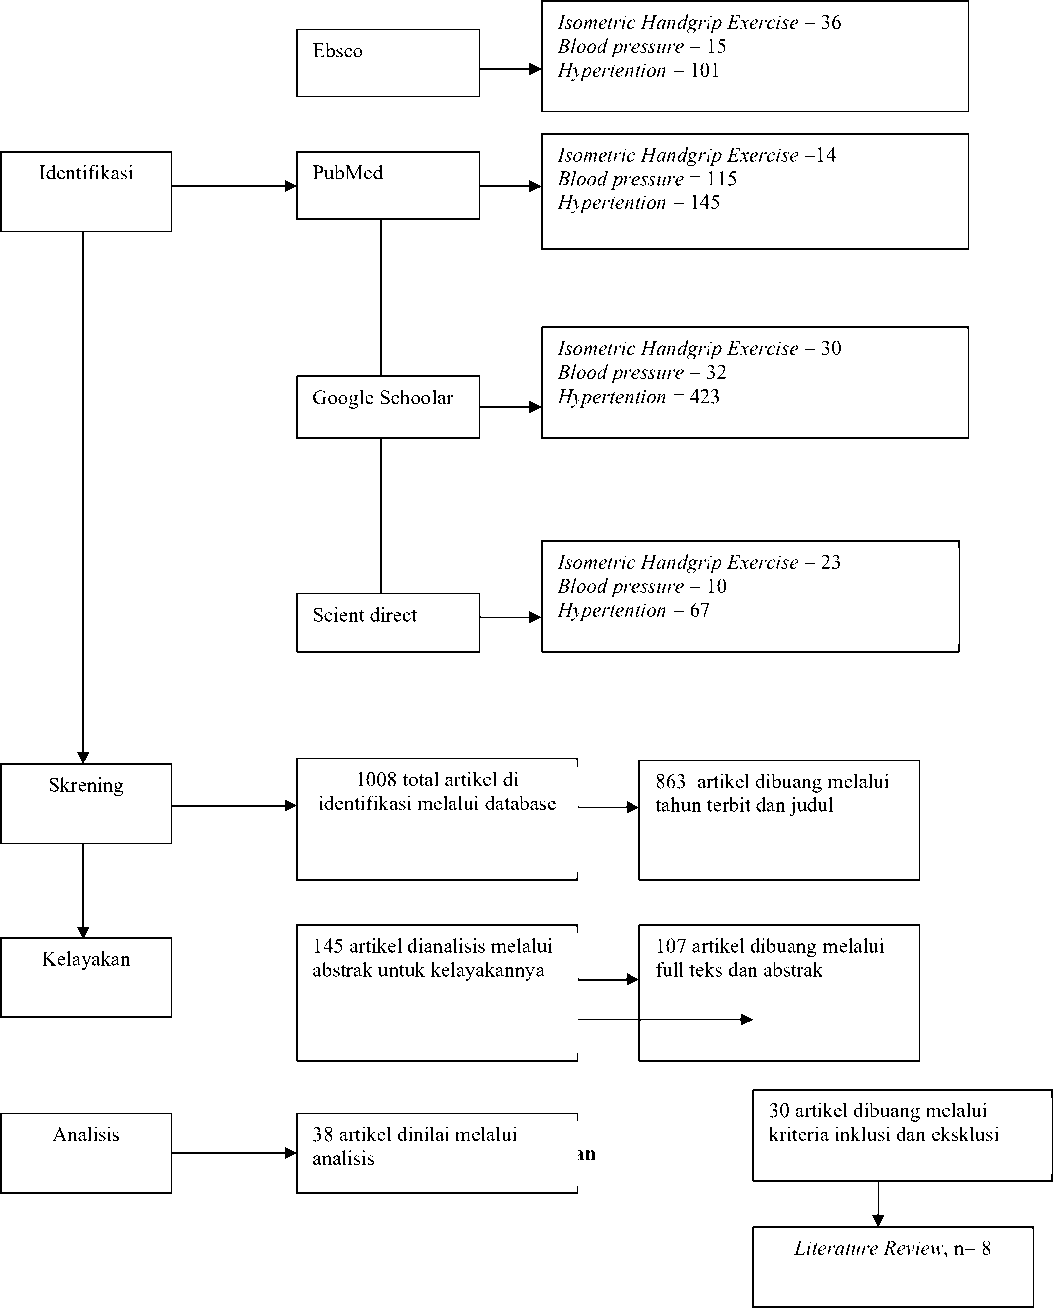 Ebsco
Isometric Handgrip Exercise = 36
Blood pressure = 15
Hypertention = 101
Identifikasi
PubMed
Isometric Handgrip Exercise =14
Blood pressure = 115
Hypertention = 145
Google Schoolar
Isometric Handgrip Exercise = 30
Blood pressure = 32
Hypertention = 423
Scient direct
Isometric Handgrip Exercise = 23
Blood pressure = 10
Hypertention = 67
Skrening
1008 total artikel di
identifikasi melalui database
863 artikel dibuang melalui
tahun terbit dan judul
Kelayakan
145 artikel dianalisis melalui
abstrak untuk kelayakannya
107 artikel dibuang melalui
full teks dan abstrak
Analisis
38 artikel dinilai melalui
analisis
an
30 artikel dibuang melalui
kriteria inklusi dan eksklusi
Literature Review, n= 8